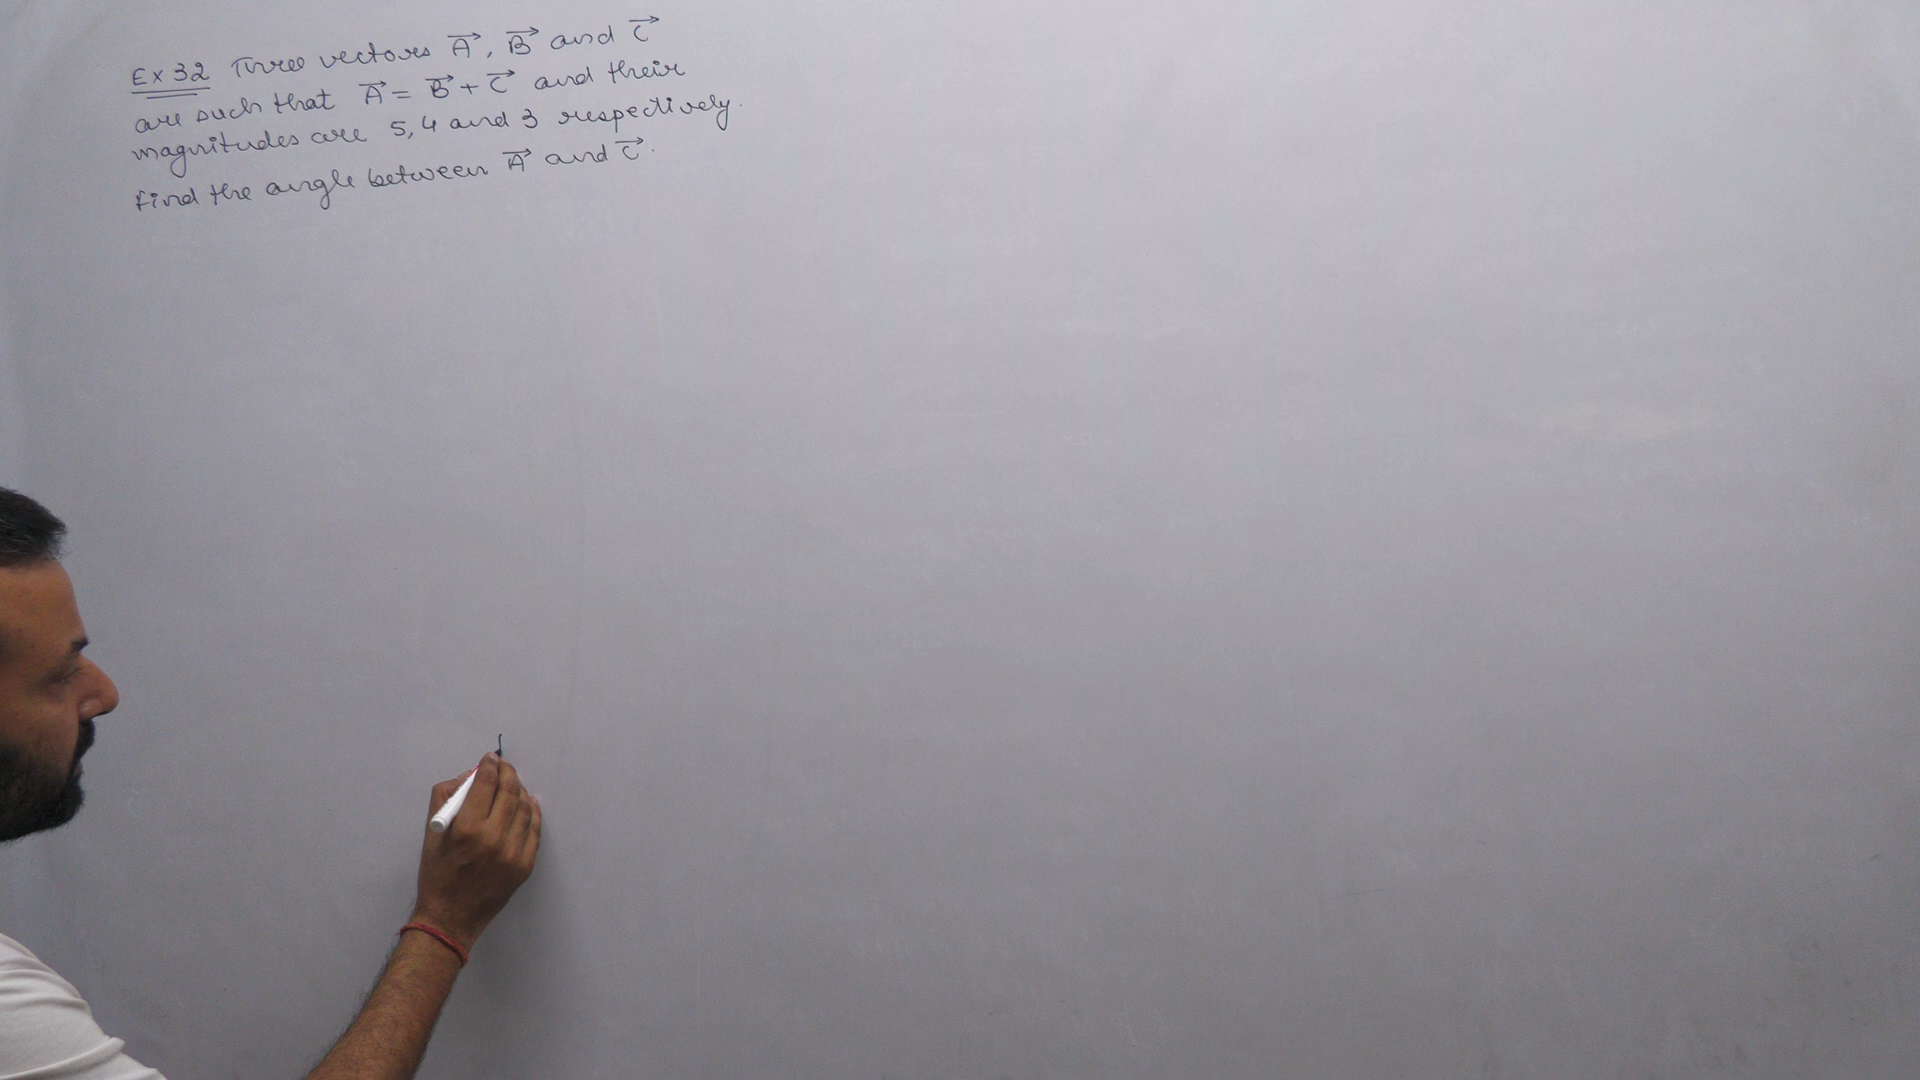 Ex 32 Three vectors A⃗, B⃗ and C⃗
are such that A⃗ = B⃗ + C⃗ and their
magnitudes are 5, 4 and 3 respectively.
find the angle between A⃗ and C⃗.